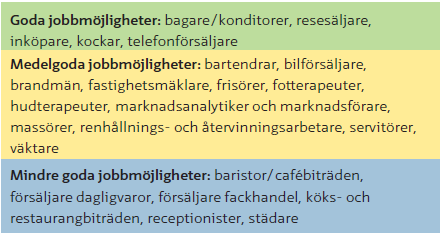 Goda jobbmöjligheter: bagare/konditorer, resesäljare,
inköpare, kockar, telefonförsäljare
Medelgoda jobbmöjligheter: bartendrar, bilförsäljare,
brandmän, fastighetsmäklare, frisörer, fotterapeuter,
hudterapeuter, marknadsanalytiker och marknadsförare,
massörer, renhållnings- och återvinningsarbetare, servitörer,
väktare
Mindre goda jobbmöjligheter: baristor/cafébiträden,
försäljare dagligvaror, försäljare fackhandel, köks- och
restaurangbiträden, receptionister, städare